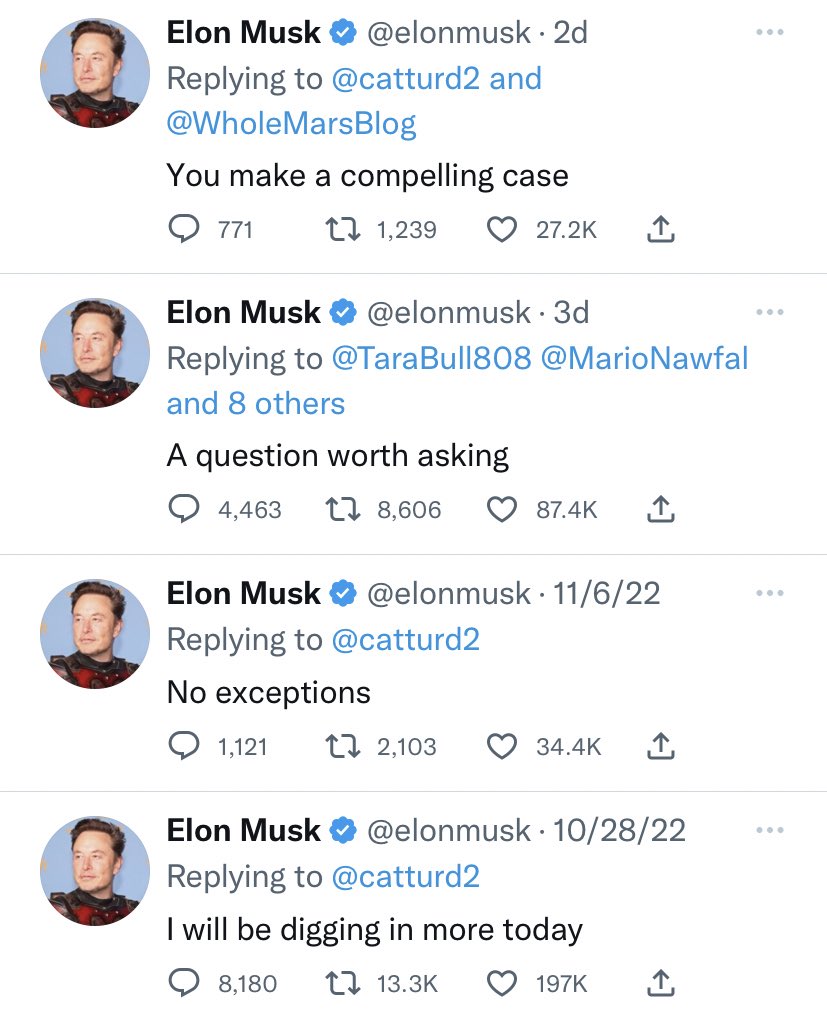 Elon Musk @elonmusk · 2d
Replying to @catturd2 and
@WholeMarsBlog
You make a compelling case
771 1,239 27.2K
Elon Musk @elonmusk · 3d
Replying to @TaraBull808 @MarioNawfal
and 8 others
A question worth asking
4,463 8,606 87.4K
Elon Musk @elonmusk · 11/6/22
Replying to @catturd2
No exceptions
1,121 2,103 34.4K
Elon Musk @elonmusk · 10/28/22
Replying to @catturd2
I will be digging in more today
8,180 13.3K 197K